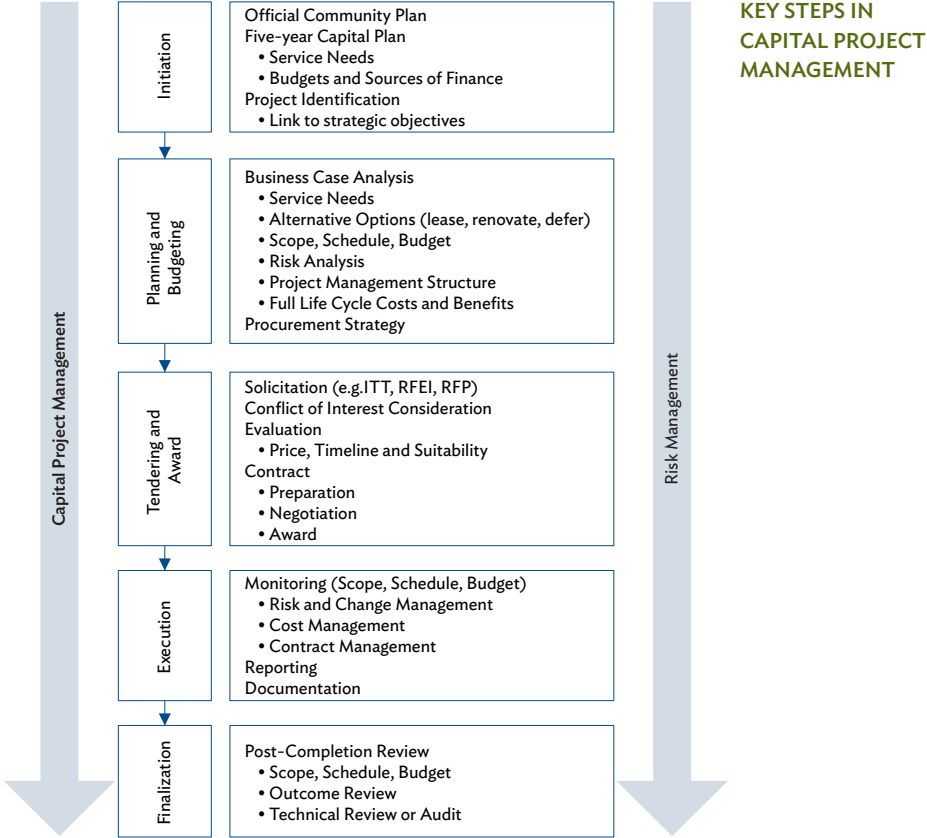 KEY STEPS IN
CAPITAL PROJECT
MANAGEMENT
Capital Project Management
Initiation
Official Community Plan
Five-year Capital Plan
• Service Needs
• Budgets and Sources of Finance
Project Identification
• Link to strategic objectives
Planning and
Budgeting
Business Case Analysis
• Service Needs
• Alternative Options (lease, renovate, defer)
• Scope, Schedule, Budget
• Risk Analysis
• Project Management Structure
• Full Life Cycle Costs and Benefits
Procurement Strategy
Tendering and
Award
Solicitation (e.g.ITT, RFEI, RFP)
Conflict of Interest Consideration
Evaluation
• Price, Timeline and Suitability
Contract
• Preparation
• Negotiation
• Award
Execution
Monitoring (Scope, Schedule, Budget)
• Risk and Change Management
• Cost Management
• Contract Management
Reporting
Documentation
Finalization
Post-Completion Review
• Scope, Schedule, Budget
• Outcome Review
• Technical Review or Audit
Risk Management